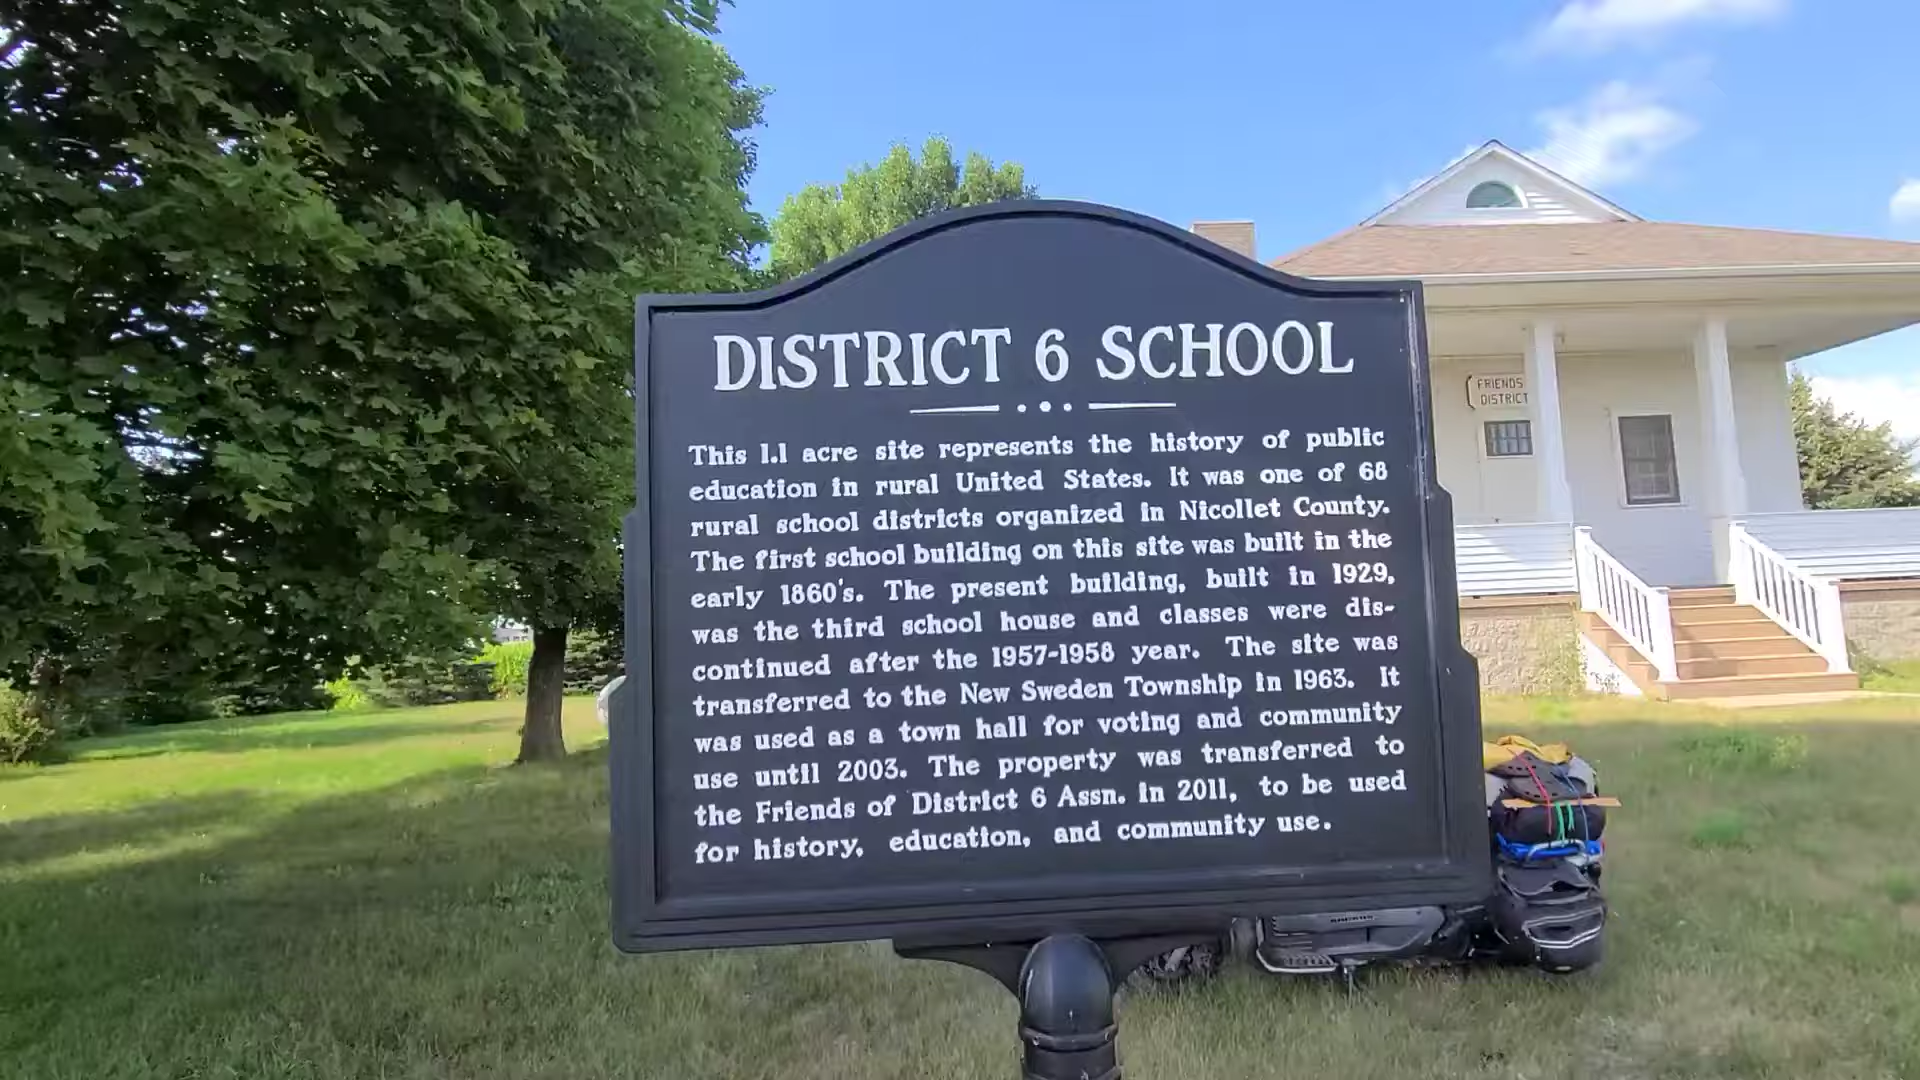 DISTRICT 6 SCHOOL
This 1.1 acre site represents the history of public
education in rural United States. It was one of 68
rural school districts organized in Nicollet County.
The first school building on this site was built in the
early 1860's. The present building, built in 1929,
was the third school house and classes were dis-
continued after the 1957-1958 year. The site was
transferred to the New Sweden Township in 1963. It
was used as a town hall for voting and community
use until 2003. The property was transferred to
the Friends of District 6 Assn. in 2011, to be used
for history, education, and community use.
FRIENDS
DISTRICT